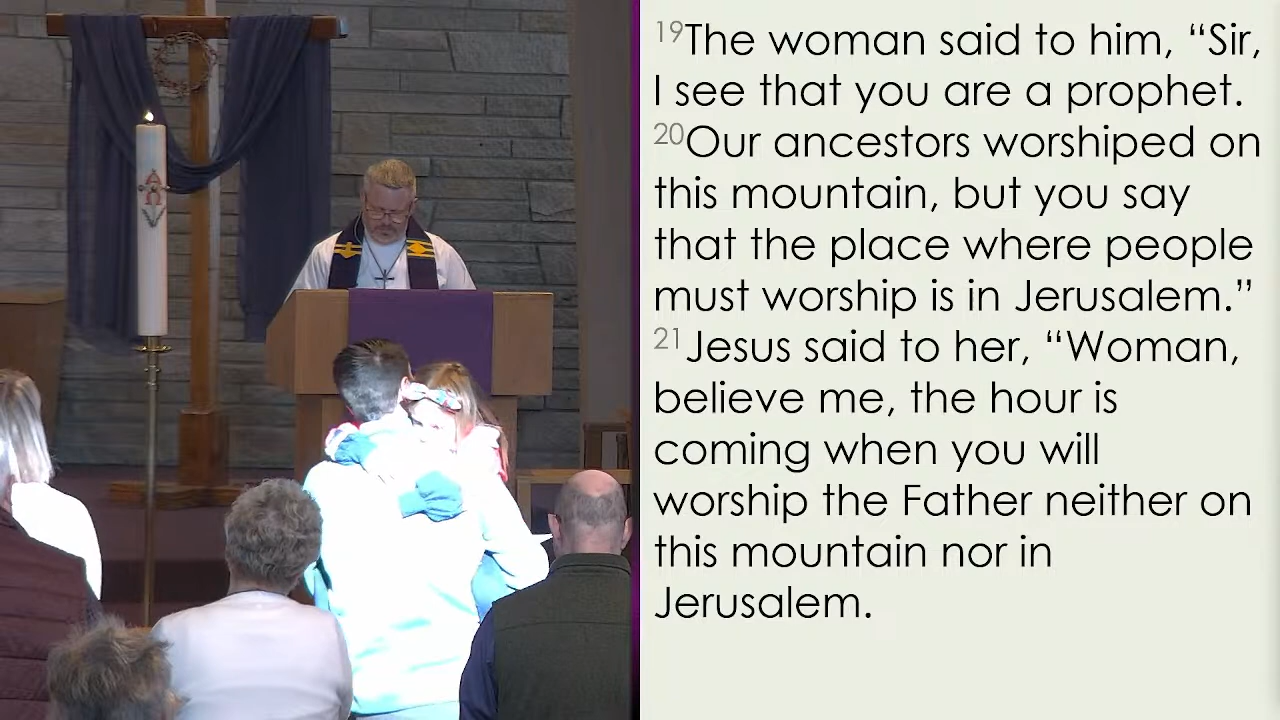 19The woman said to him, “Sir,
I see that you are a prophet.
20Our ancestors worshiped on
this mountain, but you say
that the place where people
must worship is in Jerusalem.”
21Jesus said to her, “Woman,
believe me, the hour is
coming when you will
worship the Father neither on
this mountain nor in
Jerusalem.